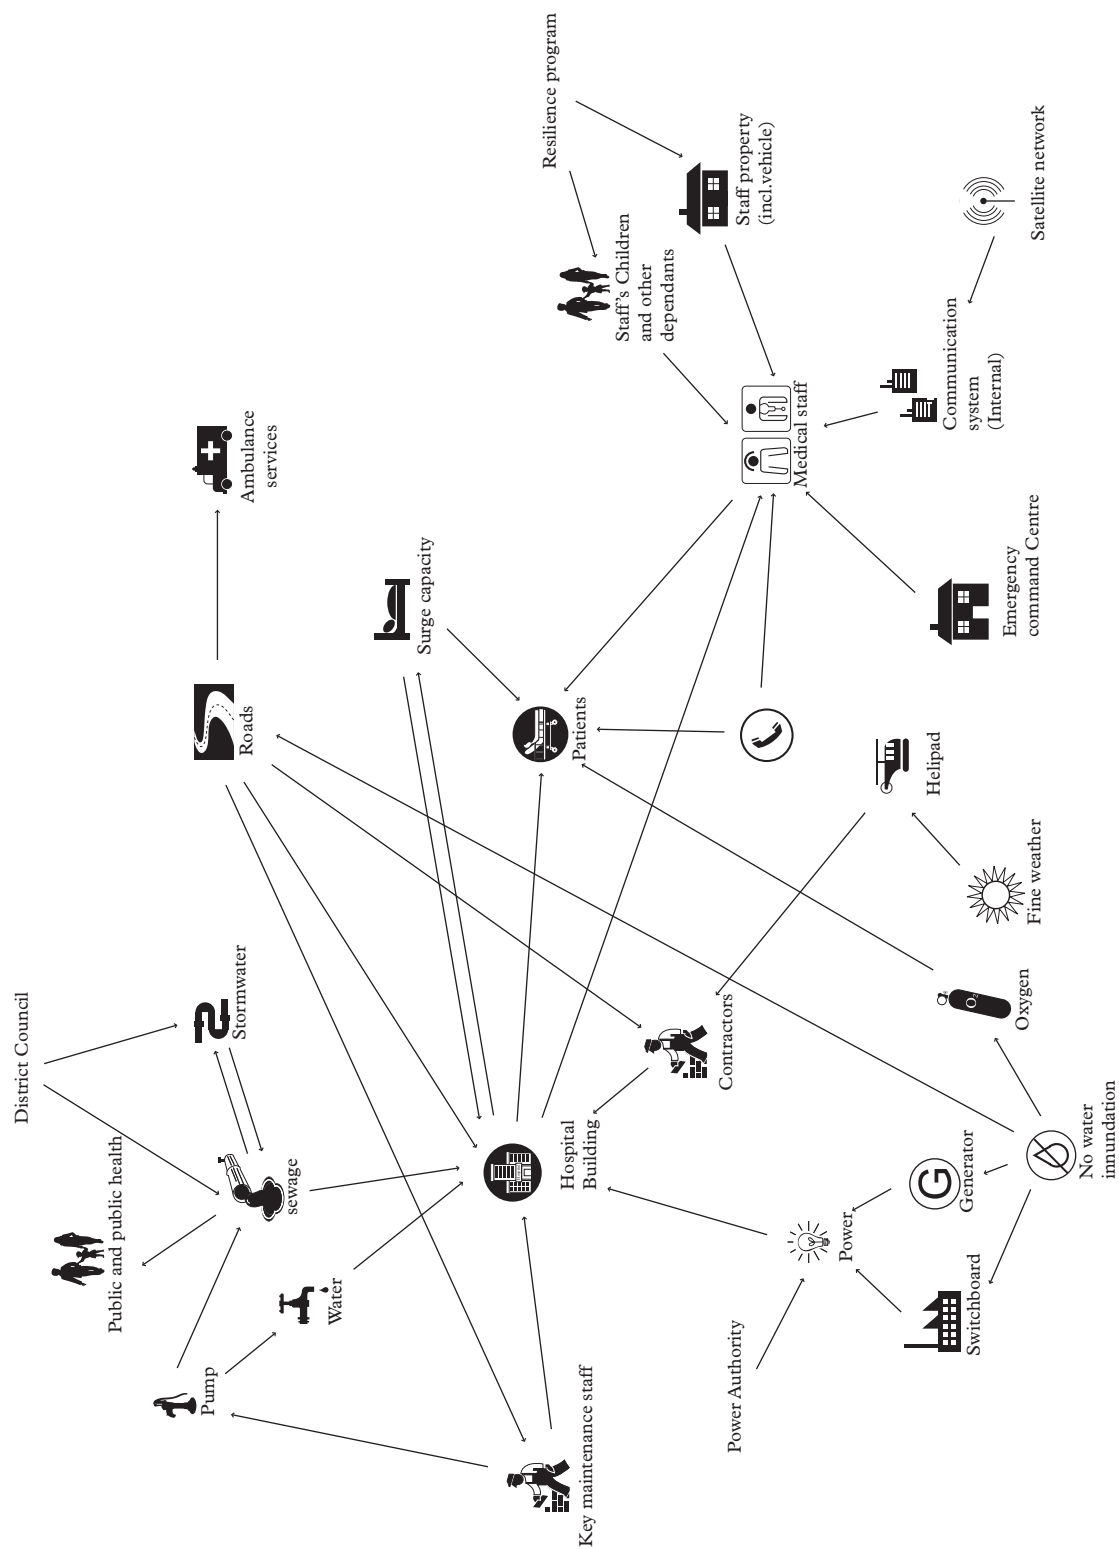 District Council
Public and public health
Stormwater
Roads
Ambulance
services
sewage
Pump
Water
Surge capacity
Resilience program
Key maintenance staff
Hospital
Building
Patients
Staff's Children
and other
dependants
Staff property
(incl.vehicle)
Contractors
Medical staff
Power Authority
Power
Helipad
Communication
system
(Internal)
Switchboard
G
Generator
O2
Oxygen
Fine weather
Emergency
command Centre
Satellite network
No water
innundation